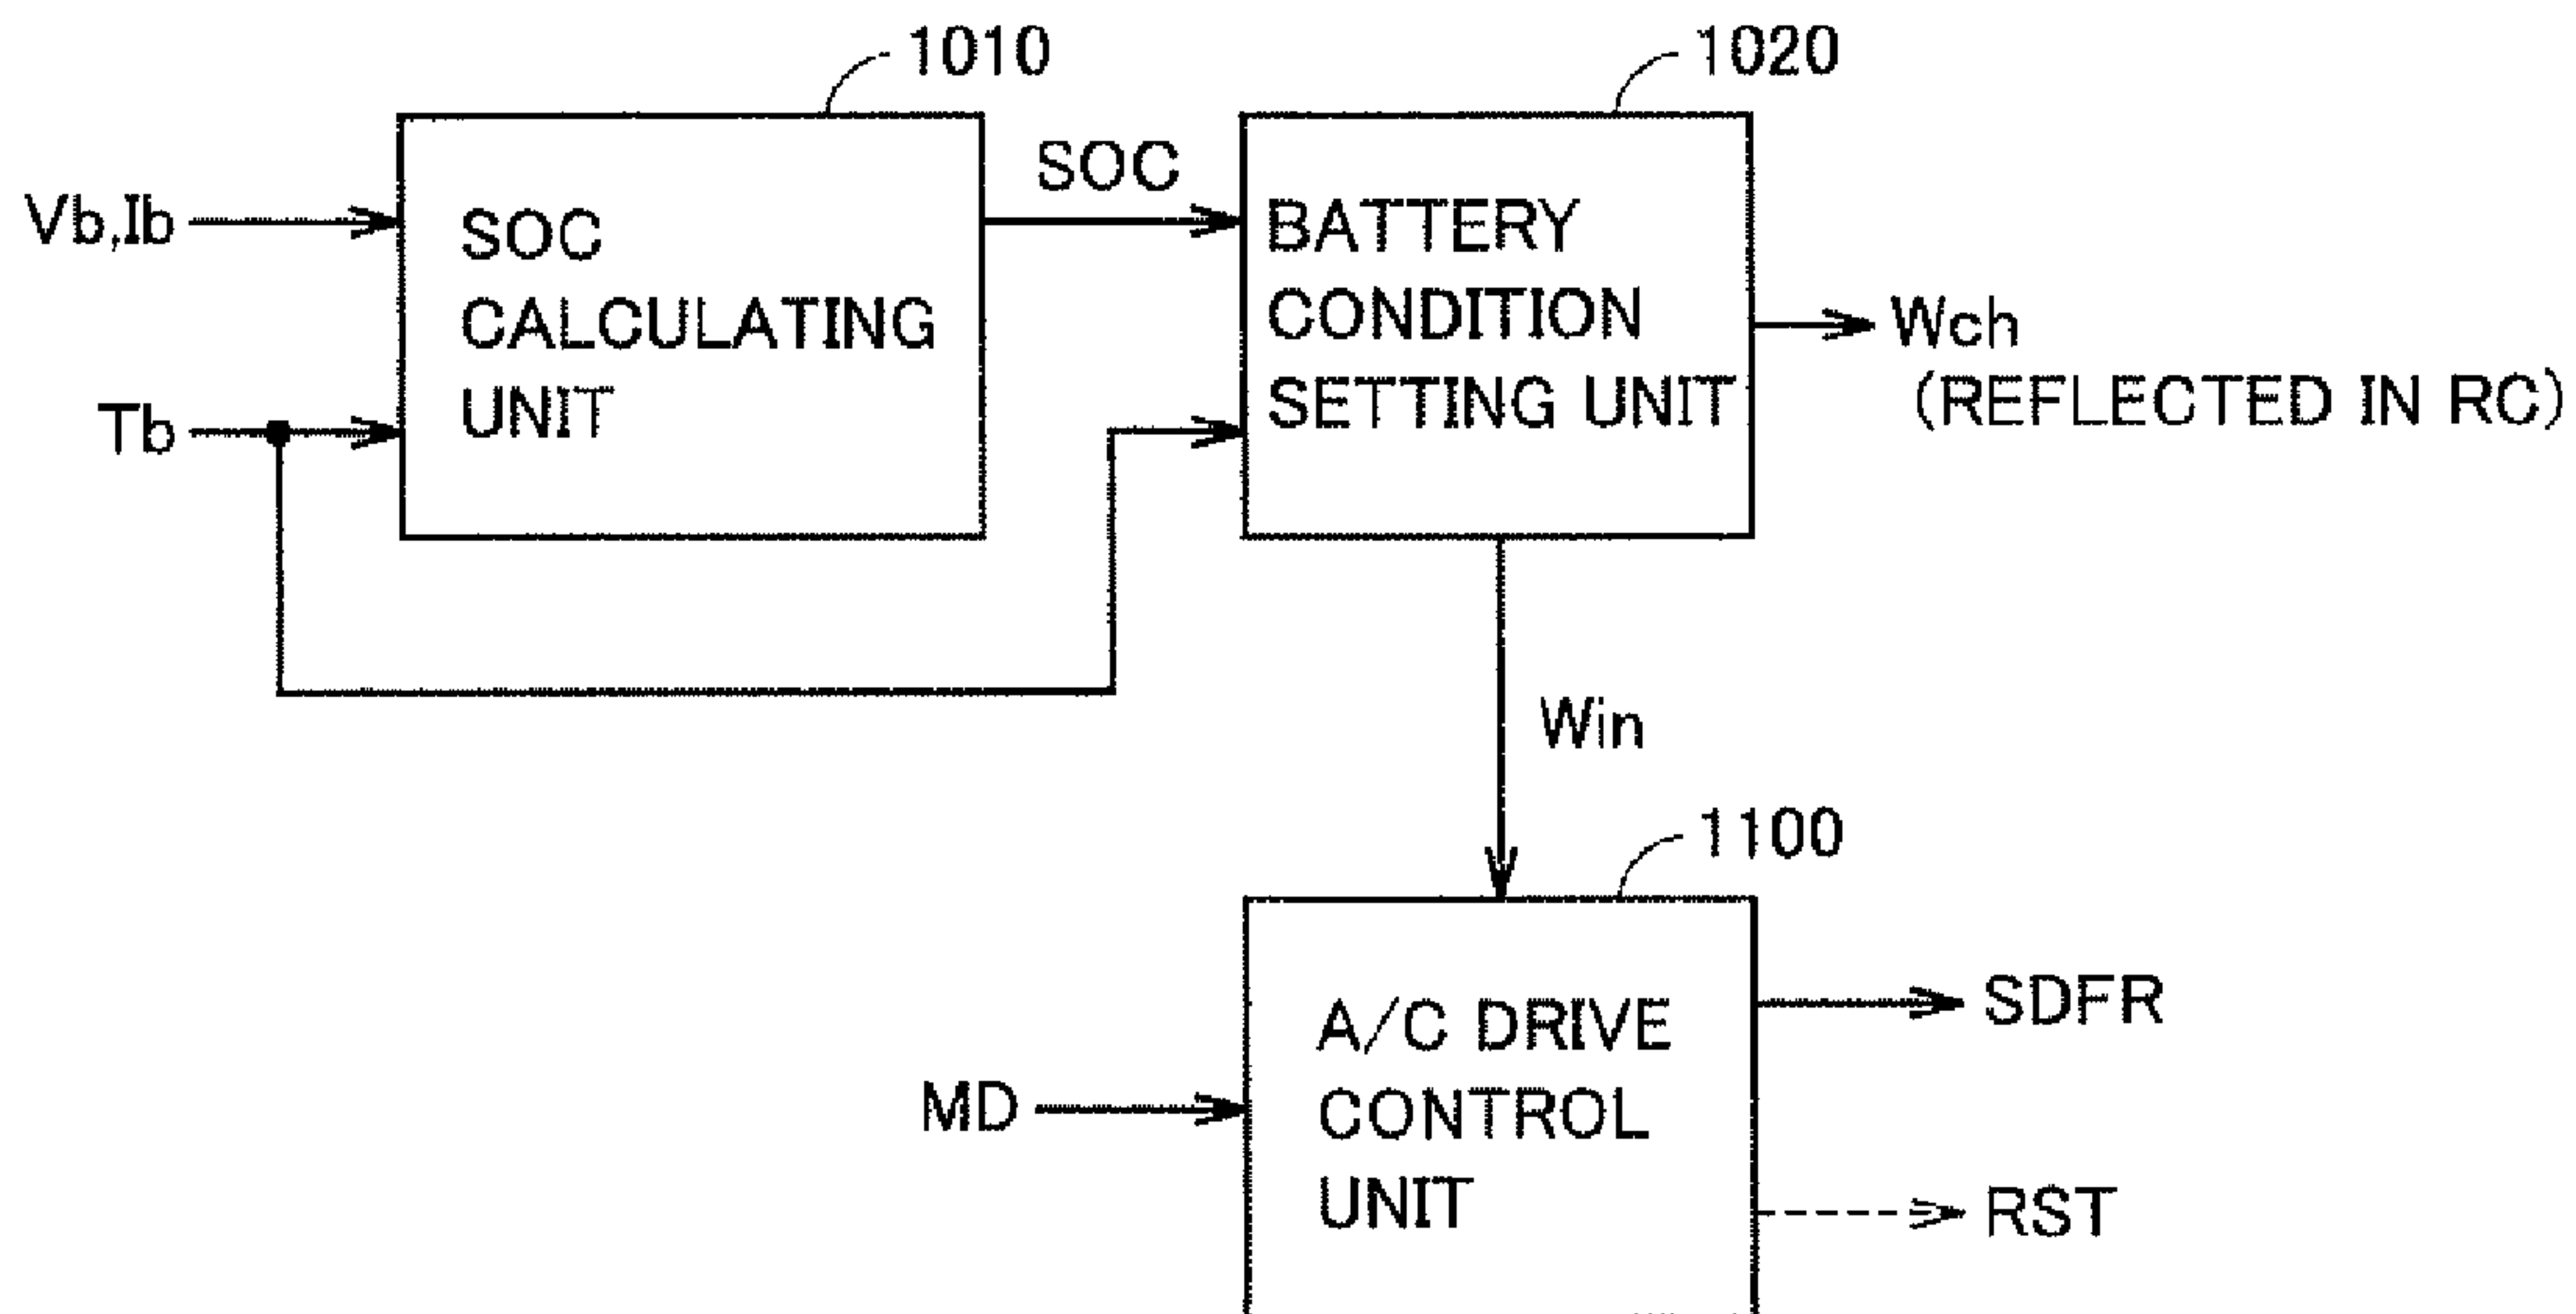 1010
1020
Vb,Ib
SOC
CALCULATING
UNIT
SOC
BATTERY
CONDITION
SETTING UNIT
Wch
(REFLECTED IN RC)
Tb
Win
1100
MD
A/C DRIVE
CONTROL
UNIT
SDFR
RST